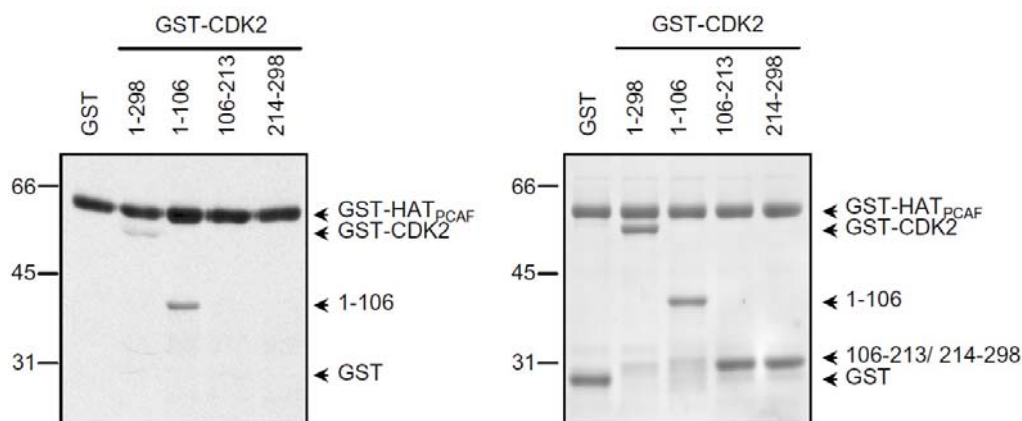 GST-CDK2
GST
1-298
1-106
106-213
214-298
66
45
31
GST-HATPCAF
GST-CDK2
1-106
GST
GST-CDK2
GST
1-298
1-106
106-213
214-298
66
45
31
GST-HATPCAF
GST-CDK2
1-106
106-213/ 214-298
GST